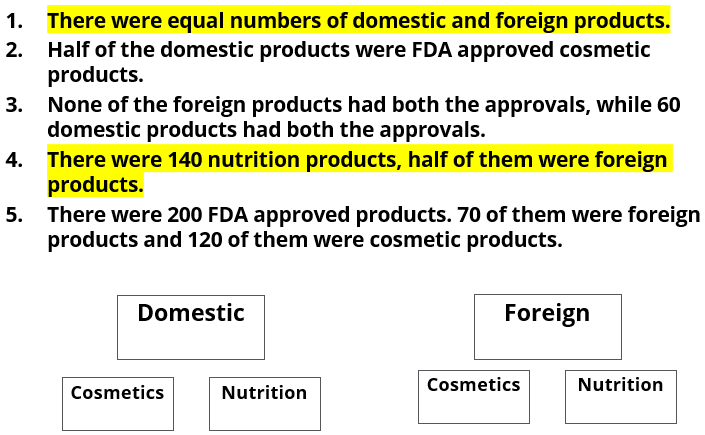 1. There were equal numbers of domestic and foreign products.
2. Half of the domestic products were FDA approved cosmetic
products.
3. None of the foreign products had both the approvals, while 60
domestic products had both the approvals.
4. There were 140 nutrition products, half of them were foreign
products.
5. There were 200 FDA approved products. 70 of them were foreign
products and 120 of them were cosmetic products.
Domestic
Foreign
Cosmetics
Nutrition
Cosmetics
Nutrition